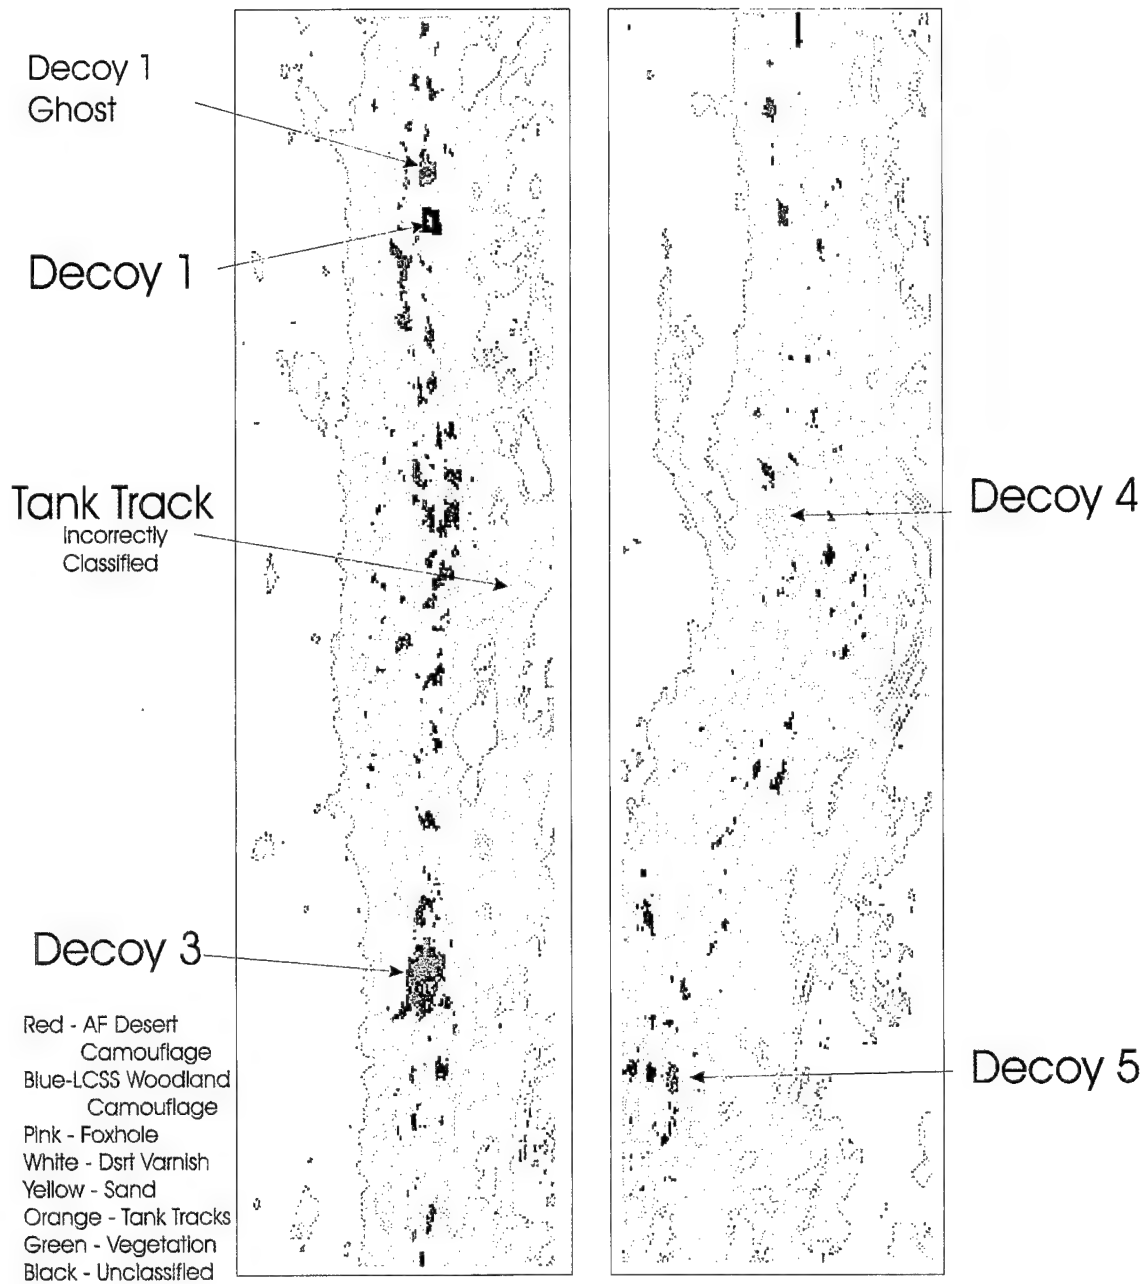 Decoy 1
Ghost
Decoy 1
Tank Track
Incorrectly
Classified
Decoy 3
Red - AF Desert
Camouflage
Blue-LCSS Woodland
Camouflage
Pink - Foxhole
White - Dsrt Varnish
Yellow - Sand
Orange - Tank Tracks
Green - Vegetation
Black - Unclassified
Decoy 4
Decoy 5